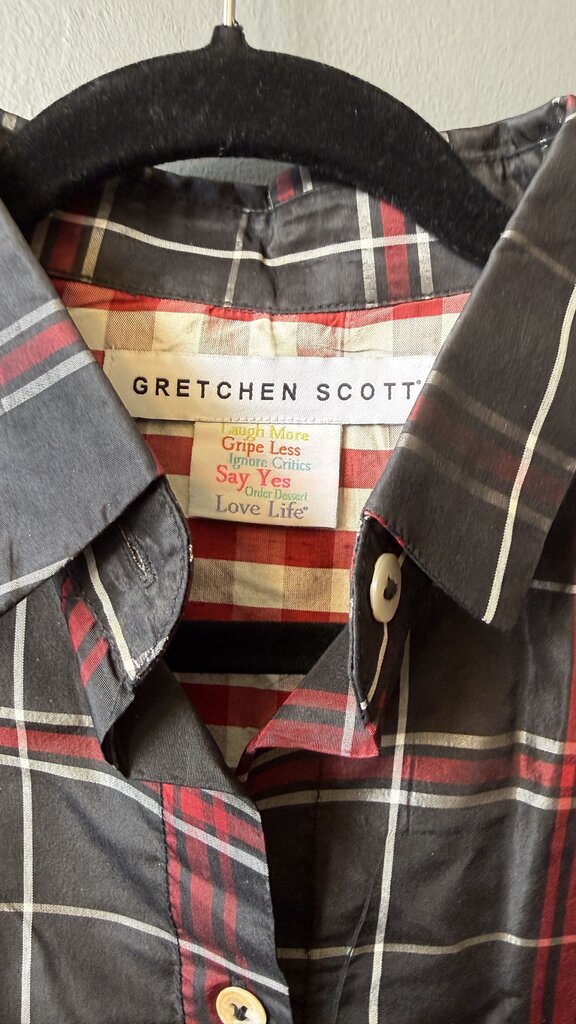 GRETCHEN SCOTT®
Laugh More
Gripe Less
Ignore Critics
Say Yes
Order Dessert
Love Life®